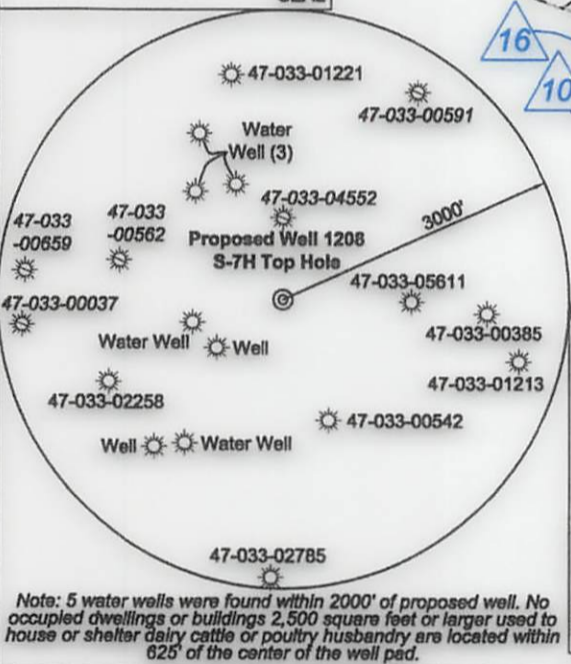 16
10
47-033-01221
47-033-00591
Water
Well (3)
47-033-04552
47-033
-00659
47-033
-00562
3000'
Proposed Well 1208
S-7H Top Hole
47-033-05611
47-033-00037
47-033-00385
Water Well
Well
47-033-01213
47-033-02258
47-033-00542
Well
Water Well
47-033-02785
Note: 5 water wells were found within 2000' of proposed well. No
occupied dwellings or buildings 2,500 square feet or larger used to
house or shelter dairy cattle or poultry husbandry are located within
625' of the center of the well pad.